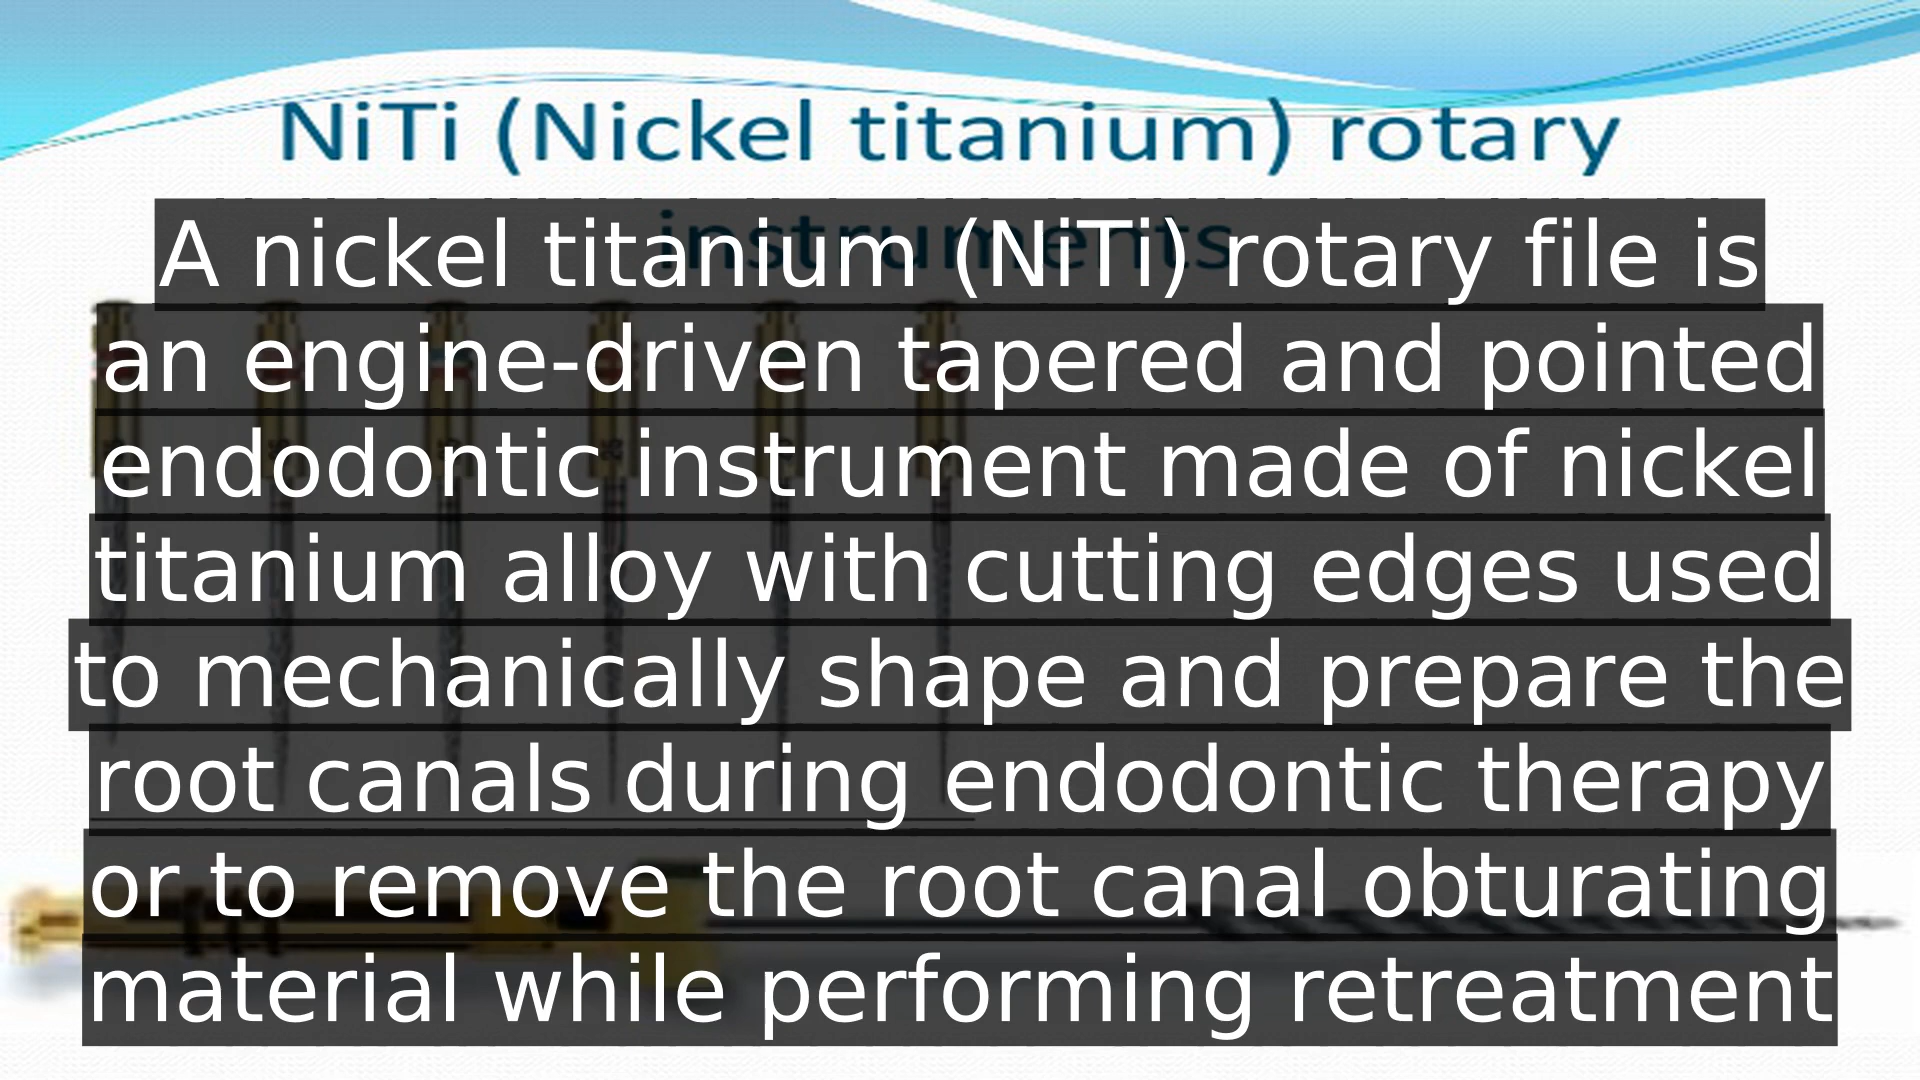 NiTi (Nickel titanium) rotary
instruments
A nickel titanium (NiTi) rotary file is
an engine-driven tapered and pointed
endodontic instrument made of nickel
titanium alloy with cutting edges used
to mechanically shape and prepare the
root canals during endodontic therapy
or to remove the root canal obturating
material while performing retreatment